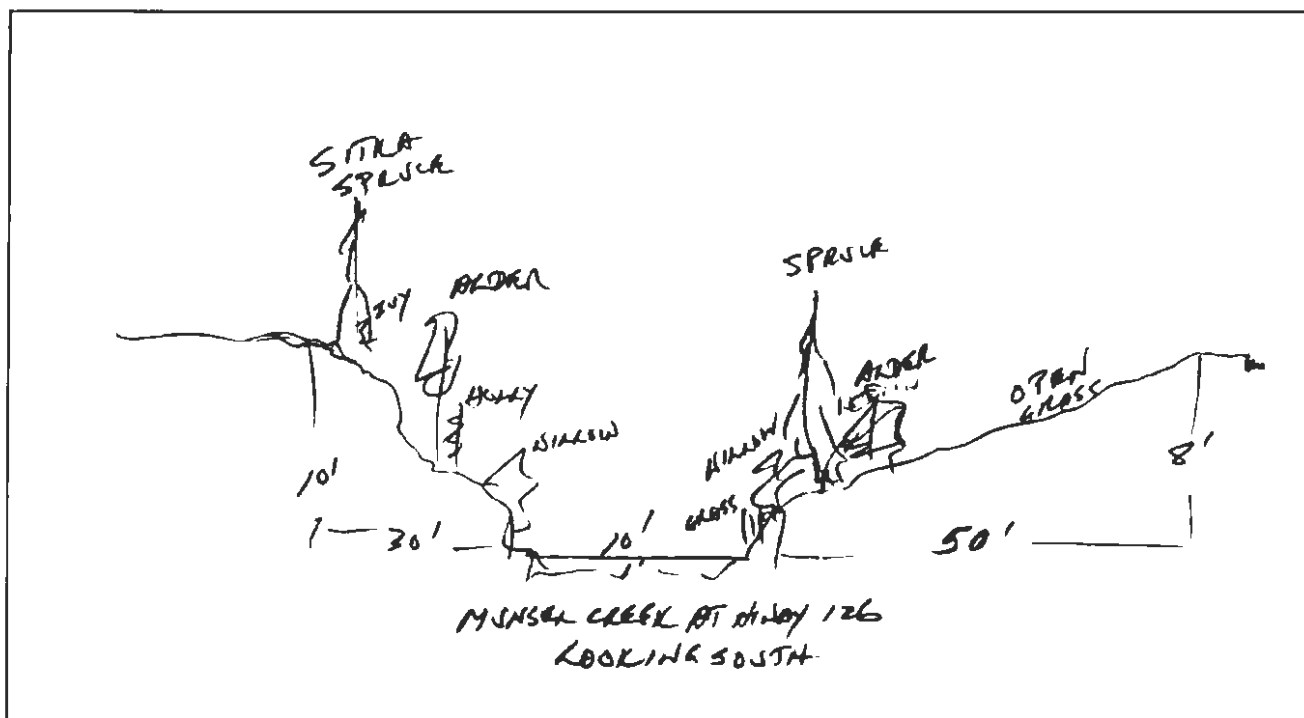 SITKA
SPRUCE
IVY
ALDER
HOLLY
WILLOW
SPRUCE
ALDER
WILLOW
GRASS
OPEN
GRASS
10'
30'
10'
50'
8'
MUNSEL CREEK AT HIWAY 126
LOOKING SOUTH